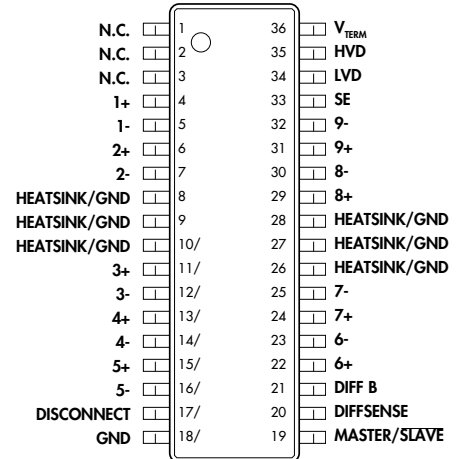 N.C. 1 36 VTERM
N.C. 2 35 HVD
N.C. 3 34 LVD
1+ 4 33 SE
1- 5 32 9-
2+ 6 31 9+
2- 7 30 8-
HEATSINK/GND 8 29 8+
HEATSINK/GND 9 28 HEATSINK/GND
HEATSINK/GND 10/ 27 HEATSINK/GND
3+ 11/ 26 HEATSINK/GND
3- 12/ 25 7-
4+ 13/ 24 7+
4- 14/ 23 6-
5+ 15/ 22 6+
5- 16/ 21 DIFF B
DISCONNECT 17/ 20 DIFFSENSE
GND 18/ 19 MASTER/SLAVE